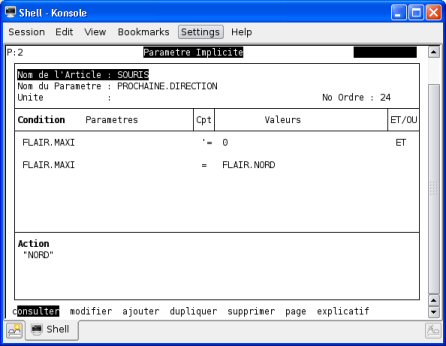 Shell - Konsole
Session Edit View Bookmarks Settings Help
P:2 Parametre Implicite
Nom de l'Article : SOURIS
Nom du Parametre : PROCHAINE.DIRECTION
Unite : No Ordre : 24
Condition Parametres Cpt Valeurs ET/OU
FLAIR.MAXI '= 0 ET
FLAIR.MAXI = FLAIR.NORD
Action
"NORD"
consulter modifier ajouter dupliquer supprimer page explicatif
Shell